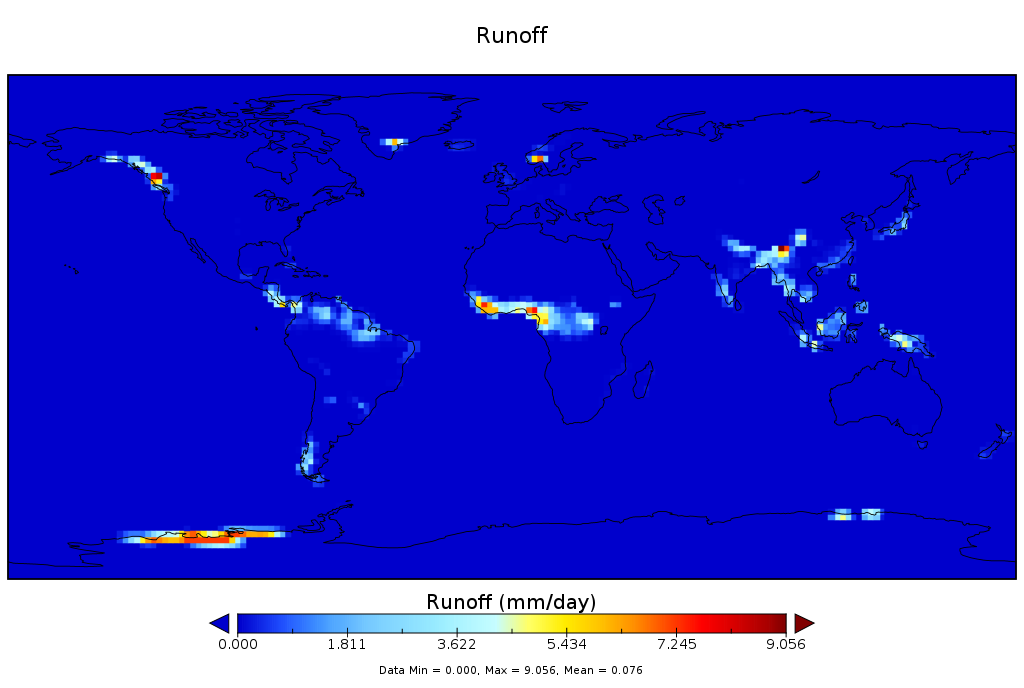 Runoff
Runoff (mm/day)
0.000 1.811 3.622 5.434 7.245 9.056
Data Min = 0.000, Max = 9.056, Mean = 0.076